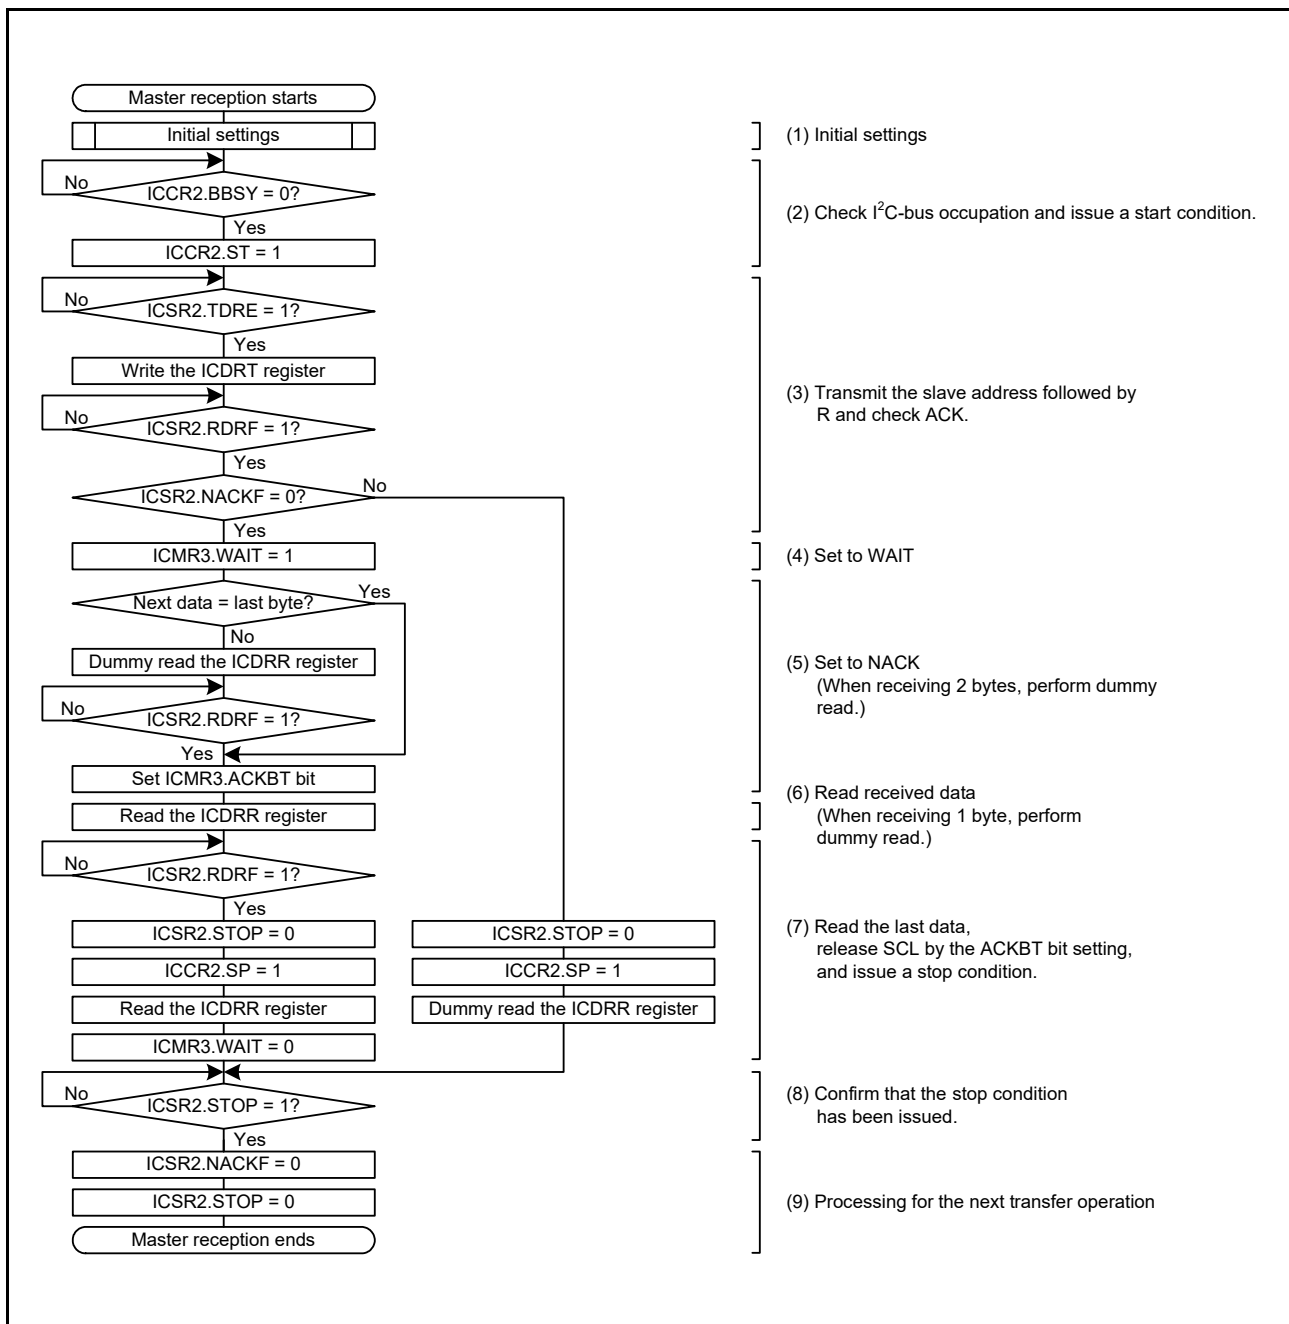 Master reception starts
Initial settings
(1) Initial settings
No
ICCR2.BBSY = 0?
Yes
(2) Check I²C-bus occupation and issue a start condition.
ICCR2.ST = 1
No
ICSR2.TDRE = 1?
Yes
Write the ICDRT register
(3) Transmit the slave address followed by
R and check ACK.
No
ICSR2.RDRF = 1?
Yes
ICSR2.NACKF = 0?
No
Yes
ICMR3.WAIT = 1
(4) Set to WAIT
Next data = last byte?
Yes
No
Dummy read the ICDRR register
(5) Set to NACK
(When receiving 2 bytes, perform dummy
read.)
No
ICSR2.RDRF = 1?
Yes
Set ICMR3.ACKBT bit
Read the ICDRR register
(6) Read received data
(When receiving 1 byte, perform
dummy read.)
No
ICSR2.RDRF = 1?
Yes
ICSR2.STOP = 0
ICSR2.STOP = 0
ICCR2.SP = 1
ICCR2.SP = 1
Read the ICDRR register
Dummy read the ICDRR register
ICMR3.WAIT = 0
(7) Read the last data,
release SCL by the ACKBT bit setting,
and issue a stop condition.
No
ICSR2.STOP = 1?
Yes
(8) Confirm that the stop condition
has been issued.
ICSR2.NACKF = 0
ICSR2.STOP = 0
(9) Processing for the next transfer operation
Master reception ends